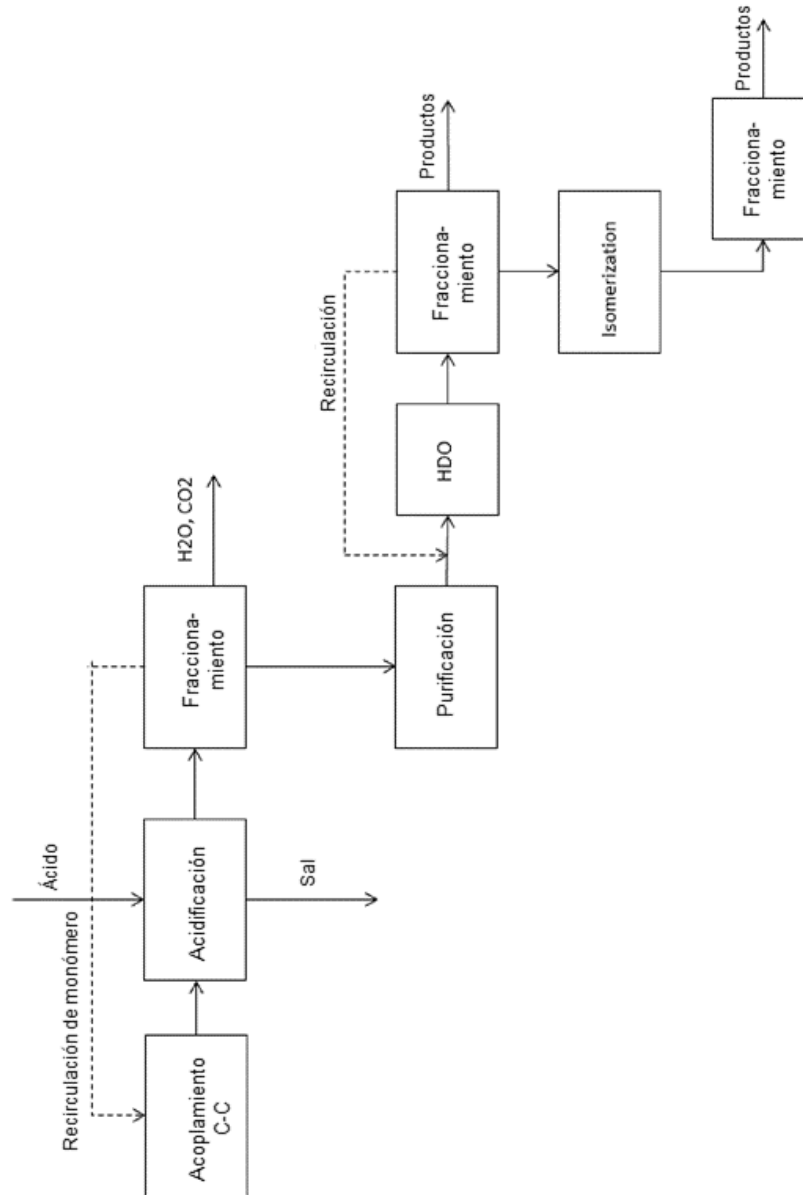 Acoplamiento
C-C
Recirculación de monómero
Ácido
Acidificación
Sal
Fracciona-
miento
H2O, CO2
Purificación
HDO
Recirculación
Fracciona-
miento
Productos
Isomerization
Fracciona-
miento
Productos